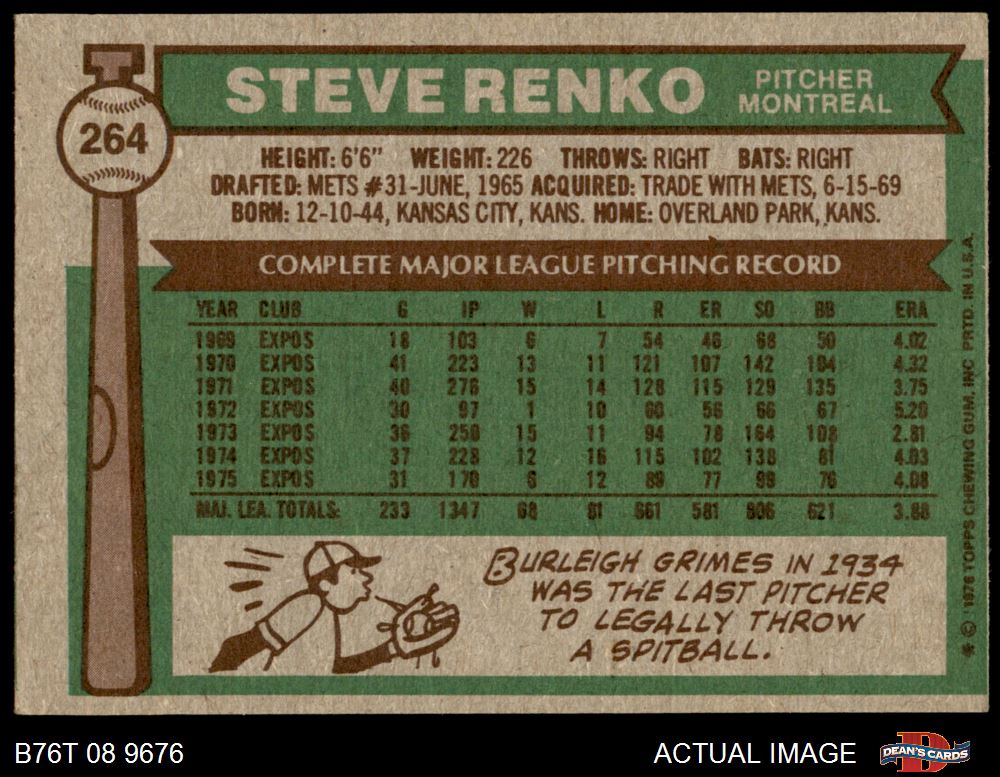 264
STEVE RENKO
PITCHER
MONTREAL
HEIGHT: 6'6" WEIGHT: 226 THROWS: RIGHT BATS: RIGHT
DRAFTED: METS #31-JUNE, 1965 ACQUIRED: TRADE WITH METS, 6-15-69
BORN: 12-10-44, KANSAS CITY, KANS. HOME: OVERLAND PARK, KANS.
COMPLETE MAJOR LEAGUE PITCHING RECORD
YEAR CLUB G IP W L R ER SO BB ERA
1969 EXPOS 18 103 6 7 54 46 68 50 4.02
1970 EXPOS 41 223 13 11 121 107 142 104 4.32
1971 EXPOS 40 276 15 14 128 115 129 135 3.75
1972 EXPOS 30 97 1 10 60 56 66 67 5.20
1973 EXPOS 36 250 15 11 94 78 164 108 2.81
1974 EXPOS 37 228 12 16 115 102 138 81 4.03
1975 EXPOS 31 170 6 12 89 77 99 76 4.08
MAJ. LEA. TOTALS: 233 1347 68 81 661 581 806 621 3.88
BURLEIGH GRIMES IN 1934
WAS THE LAST PITCHER
TO LEGALLY THROW
A SPITBALL.
* © 1976 TOPPS CHEWING GUM, INC PRTD. IN U.S.A.
B76T 08 9676
ACTUAL IMAGE
D
DEAN'S CARDS